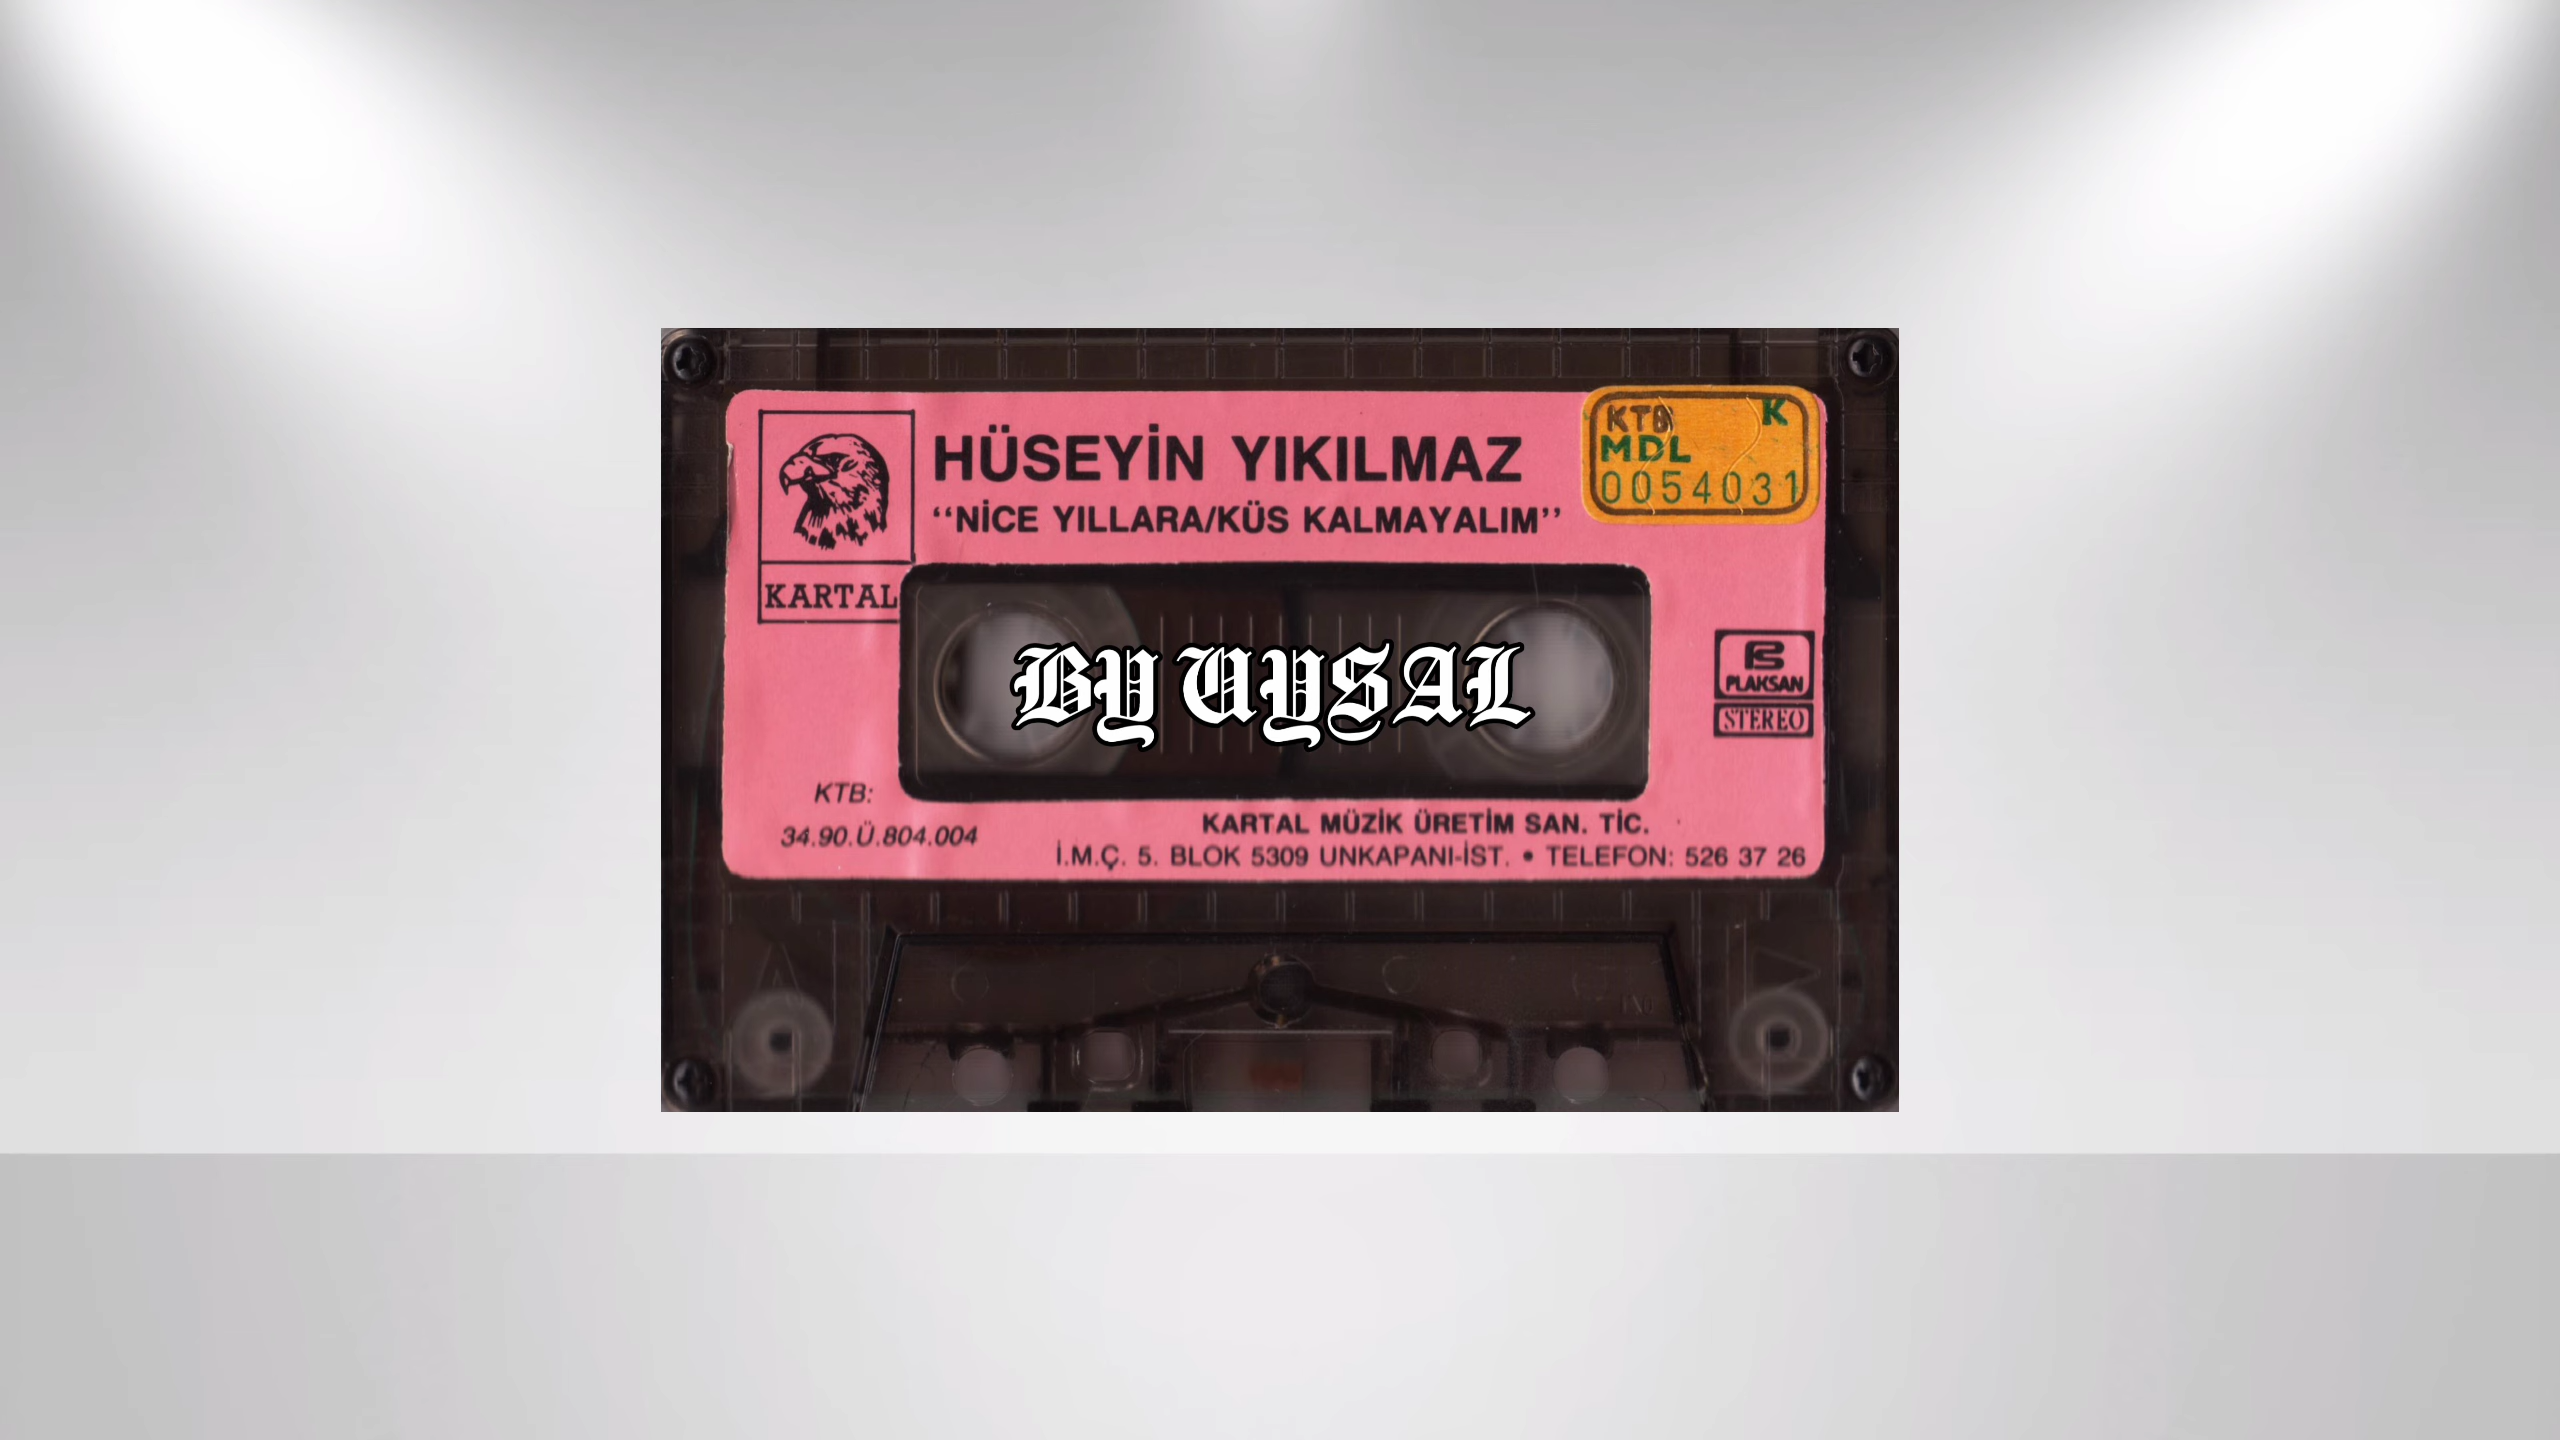 HÜSEYİN YIKILMAZ
“NİCE YILLARA/KÜS KALMAYALIM”
KTB K
MDL
0054031
KARTAL
BY UYSAL
PLAKSAN
STEREO
KTB:
34.90.Ü.804.004
KARTAL MÜZİK ÜRETİM SAN. TİC.
İ.M.Ç. 5. BLOK 5309 UNKAPANI-İST. • TELEFON: 526 37 26
A